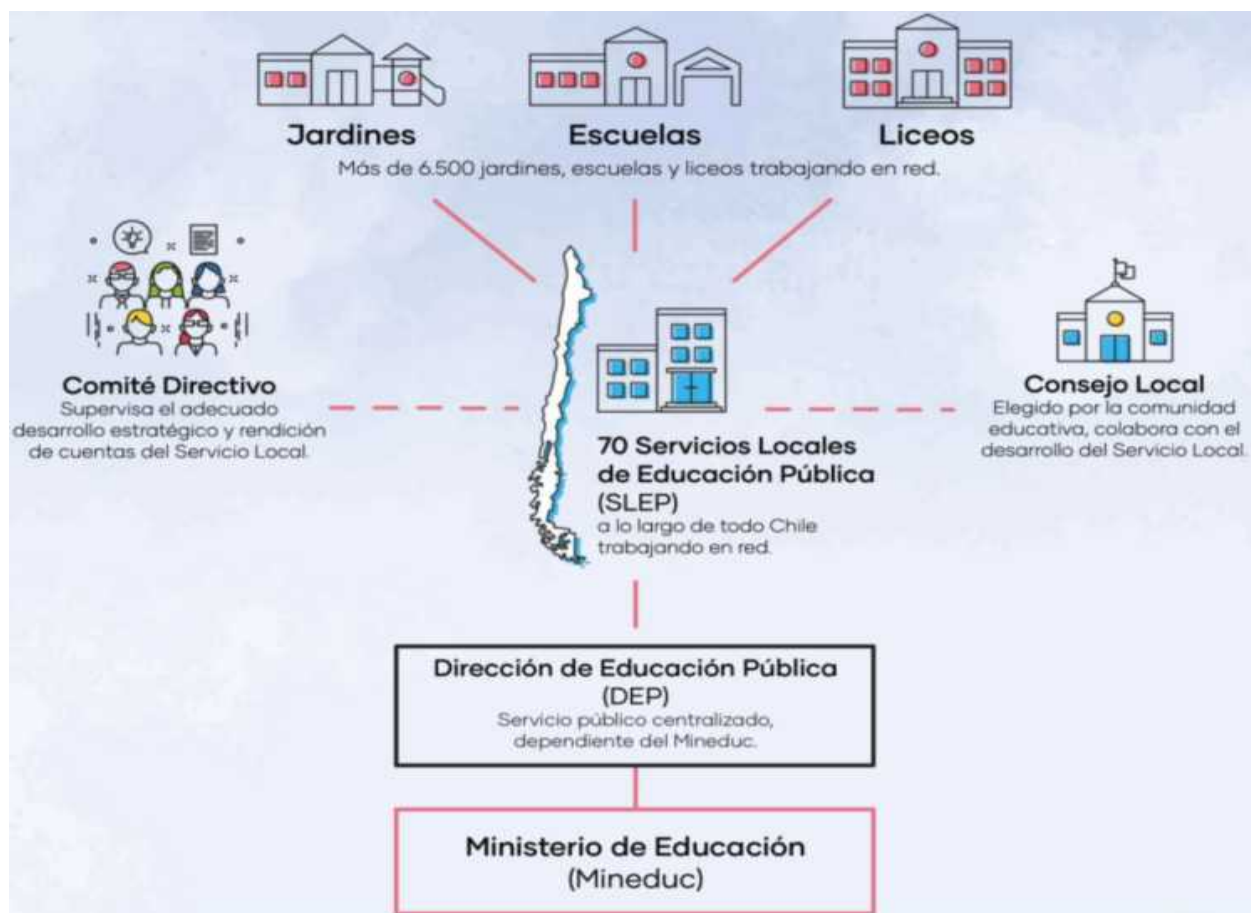 Jardines
Escuelas
Liceos
Más de 6.500 jardines, escuelas y liceos trabajando en red.
Comité Directivo
Supervisa el adecuado
desarrollo estratégico y rendición
de cuentas del Servicio Local.
70 Servicios Locales
de Educación Pública
(SLEP)
a lo largo de todo Chile
trabajando en red.
Consejo Local
Elegido por la comunidad
educativa, colabora con el
desarrollo del Servicio Local.
Dirección de Educación Pública
(DEP)
Servicio público centralizado,
dependiente del Mineduc.
Ministerio de Educación
(Mineduc)